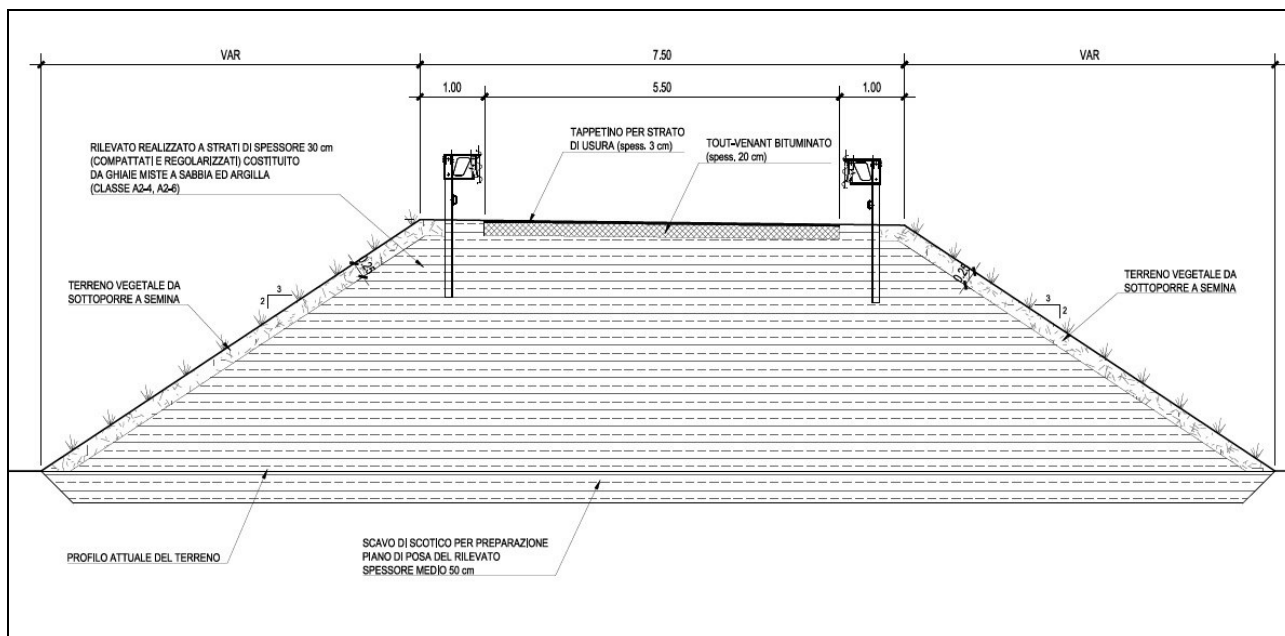 VAR
7.50
VAR
1.00
5.50
1.00
RILEVATO REALIZZATO A STRATI DI SPESSORE 30 cm
(COMPATTATI E REGOLARIZZATI) COSTITUITO
DA GHIAIE MISTE A SABBIA ED ARGILLA
(CLASSE A2-4, A2-6)
TAPPETINO PER STRATO
DI USURA (spess. 3 cm)
TOUT-VENANT BITUMINATO
(spess. 20 cm)
0.25
0.25
TERRENO VEGETALE DA
SOTTOPORRE A SEMINA
3
2
TERRENO VEGETALE DA
SOTTOPORRE A SEMINA
3
2
PROFILO ATTUALE DEL TERRENO
SCAVO DI SCOTICO PER PREPARAZIONE
PIANO DI POSA DEL RILEVATO
SPESSORE MEDIO 50 cm